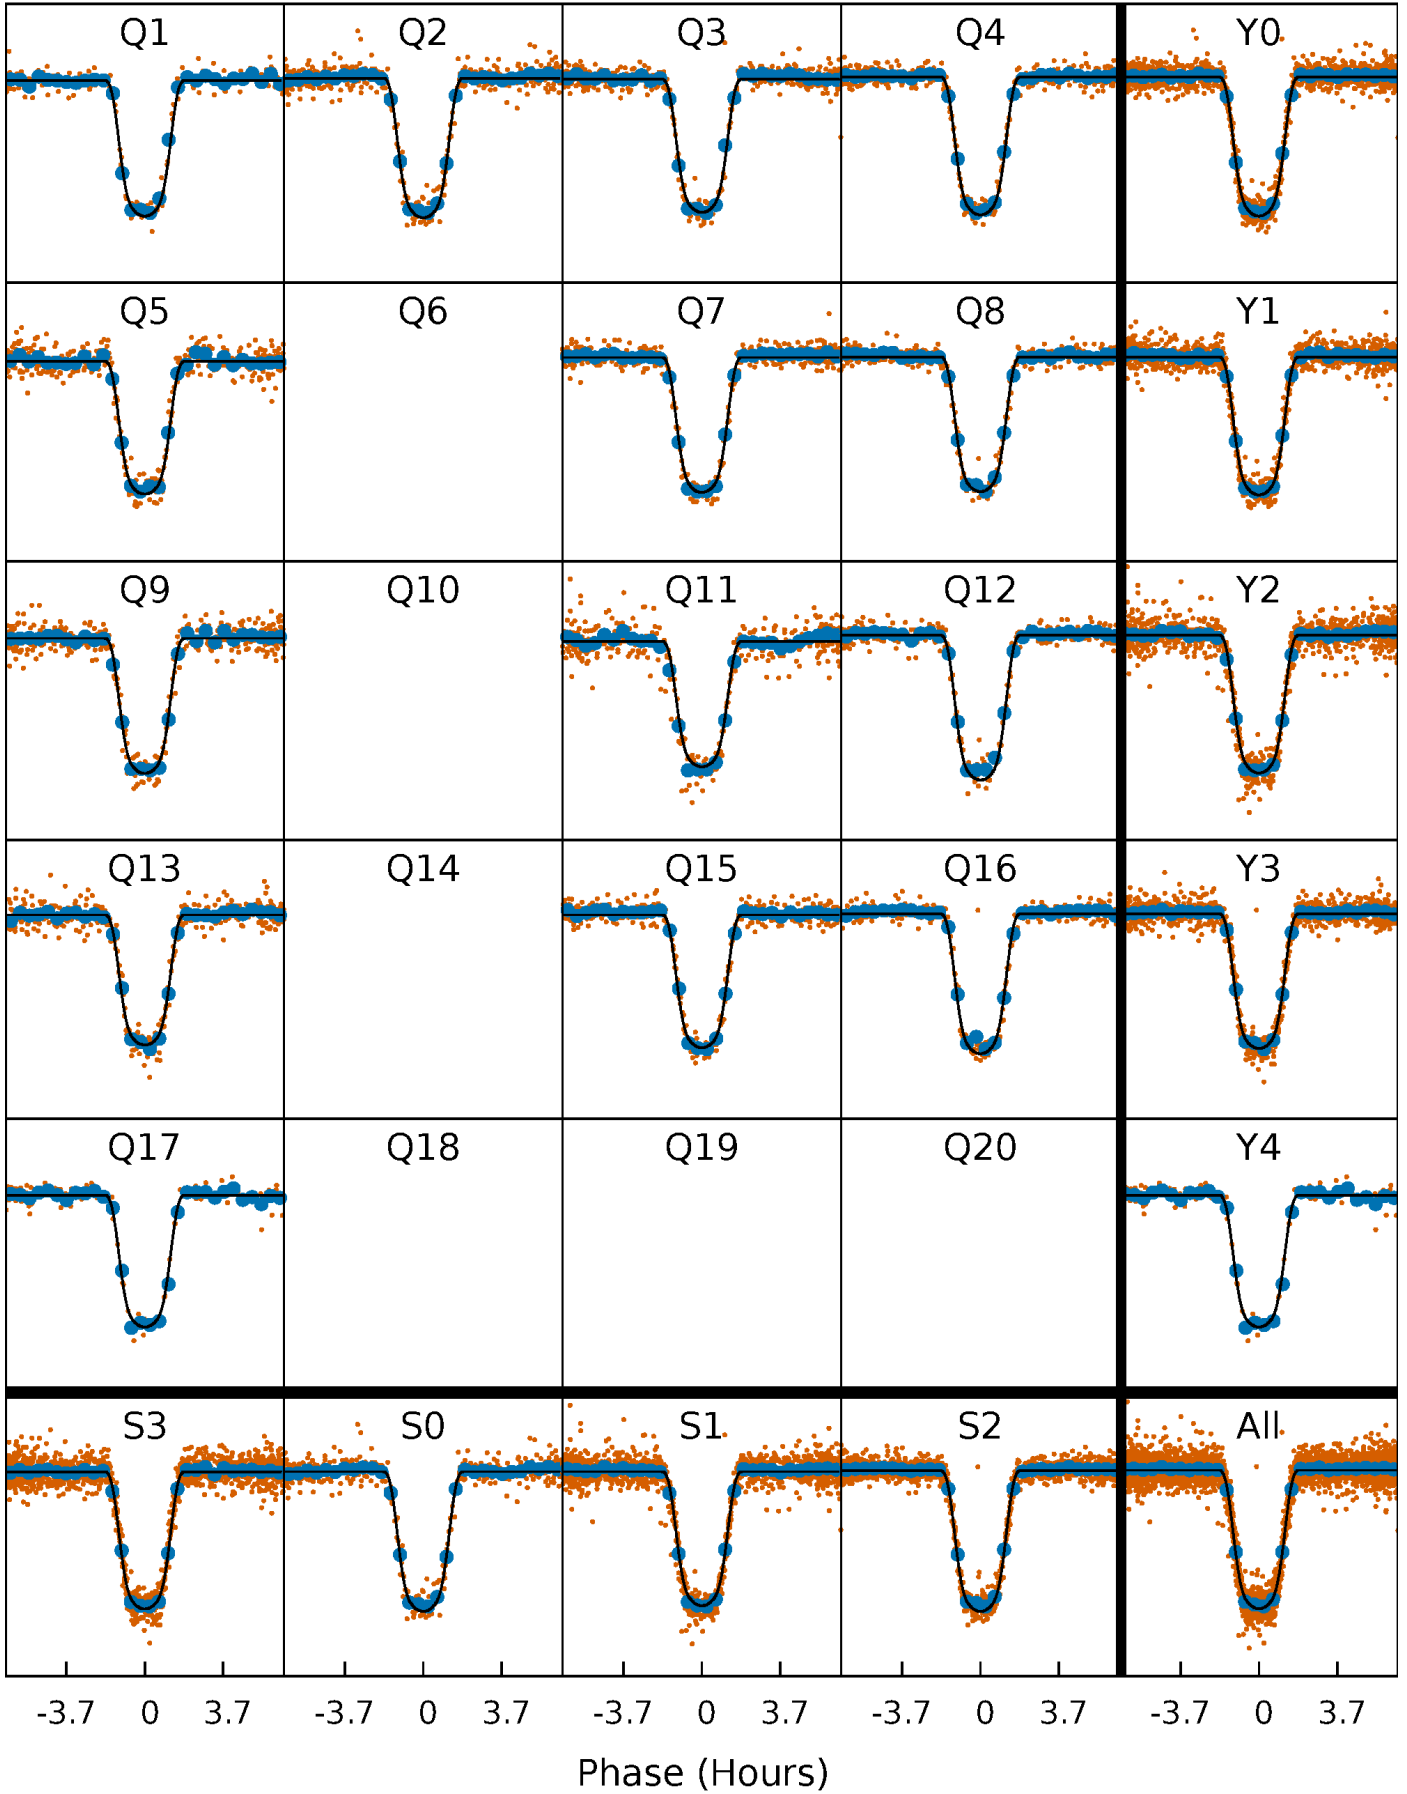 Q1 Q2 Q3 Q4 Y0
Q5 Q6 Q7 Q8 Y1
Q9 Q10 Q11 Q12 Y2
Q13 Q14 Q15 Q16 Y3
Q17 Q18 Q19 Q20 Y4
S3 S0 S1 S2 All
-3.7 0 3.7 -3.7 0 3.7 -3.7 0 3.7 -3.7 0 3.7 -3.7 0 3.7
Phase (Hours)